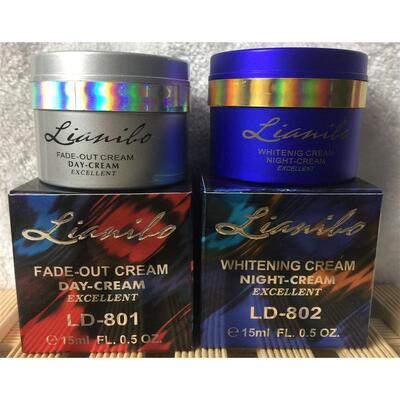 Lianibo
FADE-OUT CREAM
DAY-CREAM
EXCELLENT
Lianibo
WHITENIG CREAM
NIGHT-CREAM
EXCELLENT
Lianibo
FADE-OUT CREAM
DAY-CREAM
EXCELLENT
LD-801
℮ 15ml FL. 0.5 OZ.
Lianibo
WHITENING CREAM
NIGHT-CREAM
EXCELLENT
LD-802
℮ 15ml FL. 0.5 OZ.